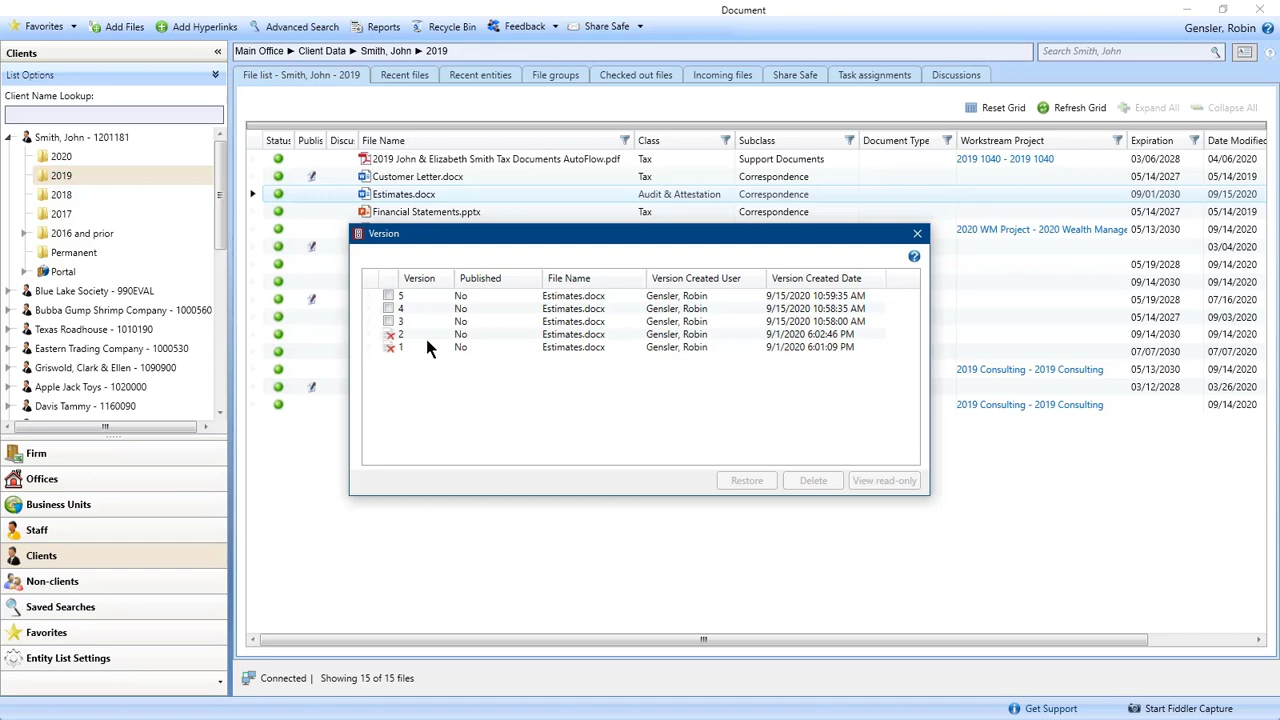 Document
Favorites Add Files Add Hyperlinks Advanced Search Reports Recycle Bin Feedback Share Safe Gensler, Robin
Clients
Main Office Client Data Smith, John 2019 Search Smith, John
List Options
File list - Smith, John - 2019 Recent files Recent entities File groups Checked out files Incoming files Share Safe Task assignments Discussions
Client Name Lookup:
Reset Grid Refresh Grid Expand All Collapse All
Status Publis Discu File Name Class Subclass Document Type Workstream Project Expiration Date Modified
Smith, John - 1201181
2020
2019
2018
2017
2016 and prior
Permanent
Portal
Blue Lake Society - 990EVAL
Bubba Gump Shrimp Company - 1000560
Texas Roadhouse - 1010190
Eastern Trading Company - 1000530
Griswold, Clark & Ellen - 1090900
Apple Jack Toys - 1020000
Davis Tammy - 1160090
2019 John & Elizabeth Smith Tax Documents AutoFlow.pdf Tax Support Documents 2019 1040 - 2019 1040 03/06/2028 04/06/2020
Customer Letter.docx Tax Correspondence 05/14/2027 05/14/2019
Estimates.docx Audit & Attestation Correspondence 09/01/2030 09/15/2020
Financial Statements.pptx Tax Correspondence 05/14/2027 05/14/2019
2020 WM Project - 2020 Wealth Manage 05/13/2030 09/14/2020
03/04/2020
05/19/2028 09/14/2020
09/14/2028 09/14/2020
05/19/2028 07/16/2020
05/14/2027 09/03/2020
09/14/2030 09/14/2020
07/07/2030 07/07/2020
2019 Consulting - 2019 Consulting 05/13/2030 09/14/2020
03/12/2028 03/26/2020
2019 Consulting - 2019 Consulting 09/14/2020
Version
Version Published File Name Version Created User Version Created Date
5 No Estimates.docx Gensler, Robin 9/15/2020 10:59:35 AM
4 No Estimates.docx Gensler, Robin 9/15/2020 10:58:35 AM
3 No Estimates.docx Gensler, Robin 9/15/2020 10:58:00 AM
2 No Estimates.docx Gensler, Robin 9/1/2020 6:02:46 PM
1 No Estimates.docx Gensler, Robin 9/1/2020 6:01:09 PM
Restore Delete View read-only
Firm
Offices
Business Units
Staff
Clients
Non-clients
Saved Searches
Favorites
Entity List Settings
Connected | Showing 15 of 15 files
Get Support Start Fiddler Capture